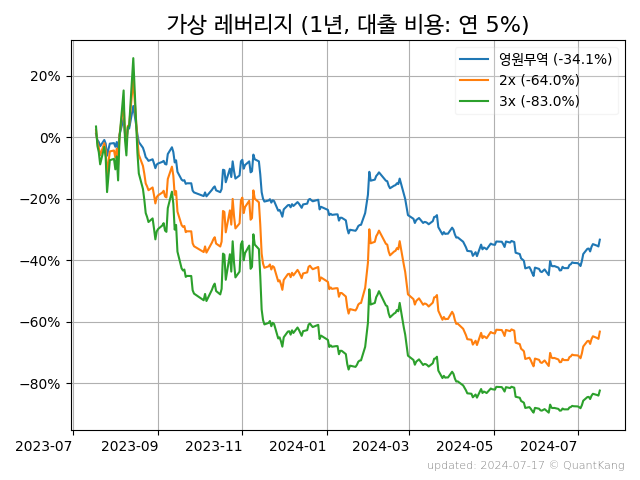 가상 레버리지 (1년, 대출 비용: 연 5%)
영원무역 (-34.1%)
2x (-64.0%)
3x (-83.0%)
20%
0%
−20%
−40%
−60%
−80%
2023-07 2023-09 2023-11 2024-01 2024-03 2024-05 2024-07
updated: 2024-07-17 © QuantKang